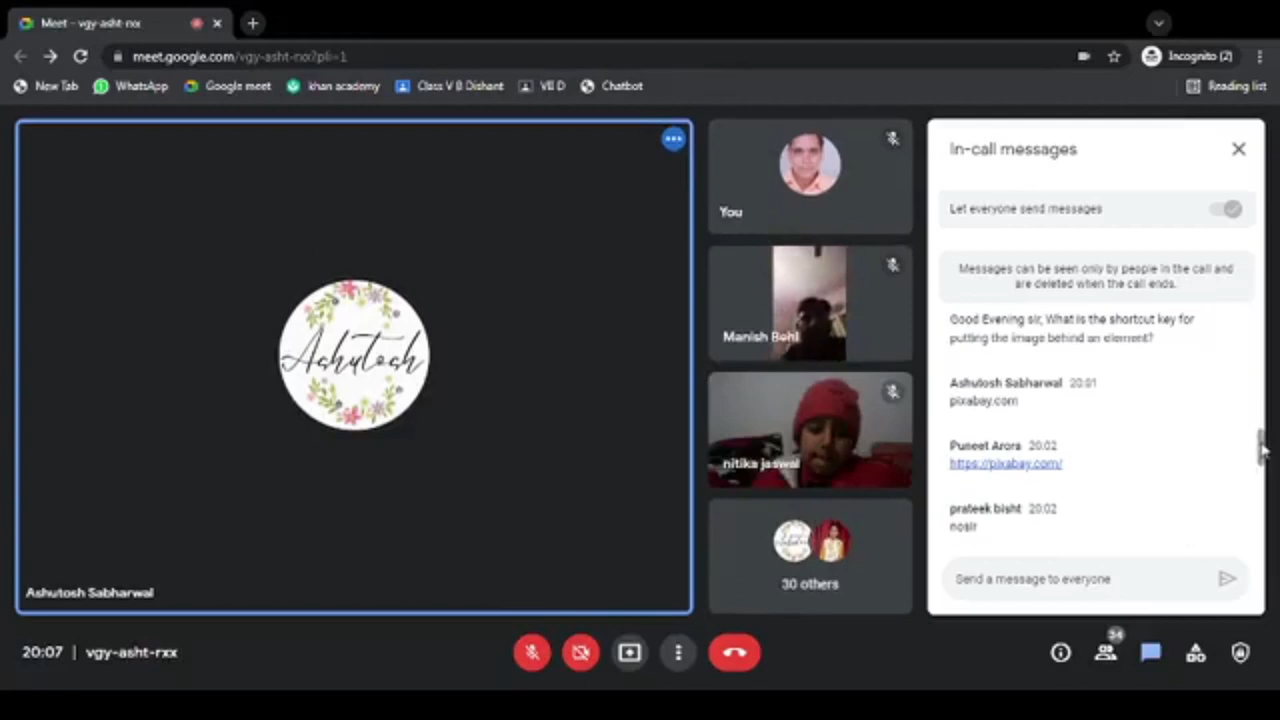 Meet – vgy-asht-rxx
meet.google.com/vgy-asht-rxx?pli=1
Incognito (2)
New Tab
WhatsApp
Google meet
khan academy
Class V B Dishant
VII D
Chatbot
Reading list
Ashutosh
Ashutosh Sabharwal
You
Manish Behl
nitika jaswal
30 others
In-call messages
Let everyone send messages
Messages can be seen only by people in the call and
are deleted when the call ends.
Good Evening sir, What is the shortcut key for
putting the image behind an element?
Ashutosh Sabharwal 20:01
pixabay.com
Puneet Arora 20:02
https://pixabay.com/
prateek bisht 20:02
nosir
Send a message to everyone
20:07 | vgy-asht-rxx
34